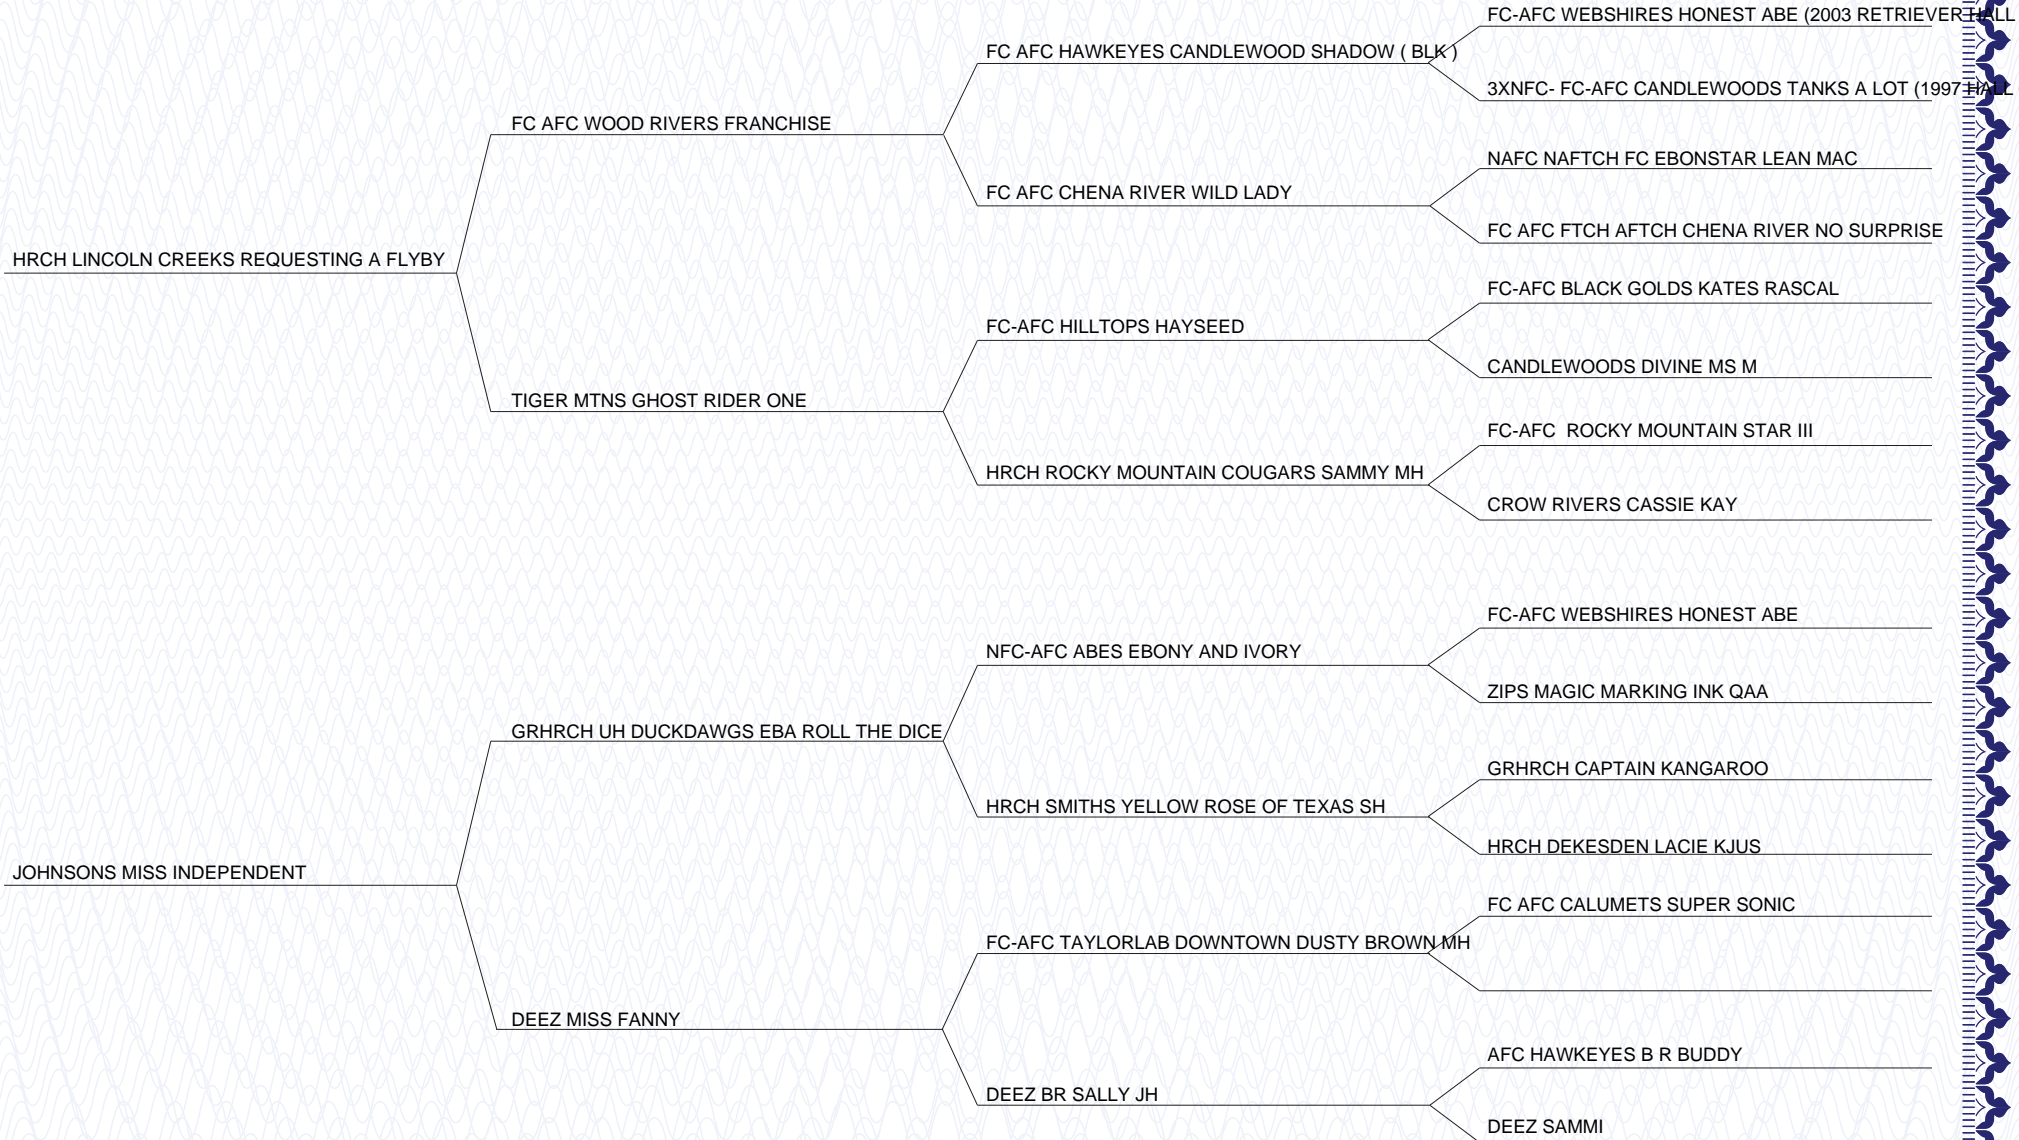 FC-AFC WEBSHIRES HONEST ABE (2003 RETRIEVER HALL
FC AFC HAWKEYES CANDLEWOOD SHADOW ( BLK )
3XNFC- FC-AFC CANDLEWOODS TANKS A LOT (1997 HALL
FC AFC WOOD RIVERS FRANCHISE
NAFC NAFTCH FC EBONSTAR LEAN MAC
FC AFC CHENA RIVER WILD LADY
FC AFC FTCH AFTCH CHENA RIVER NO SURPRISE
HRCH LINCOLN CREEKS REQUESTING A FLYBY
FC-AFC BLACK GOLDS KATES RASCAL
FC-AFC HILLTOPS HAYSEED
CANDLEWOODS DIVINE MS M
TIGER MTNS GHOST RIDER ONE
FC-AFC  ROCKY MOUNTAIN STAR III
HRCH ROCKY MOUNTAIN COUGARS SAMMY MH
CROW RIVERS CASSIE KAY
FC-AFC WEBSHIRES HONEST ABE
NFC-AFC ABES EBONY AND IVORY
ZIPS MAGIC MARKING INK QAA
GRHRCH UH DUCKDAWGS EBA ROLL THE DICE
GRHRCH CAPTAIN KANGAROO
HRCH SMITHS YELLOW ROSE OF TEXAS SH
HRCH DEKESDEN LACIE KJUS
JOHNSONS MISS INDEPENDENT
FC AFC CALUMETS SUPER SONIC
FC-AFC TAYLORLAB DOWNTOWN DUSTY BROWN MH
DEEZ MISS FANNY
AFC HAWKEYES B R BUDDY
DEEZ BR SALLY JH
DEEZ SAMMI